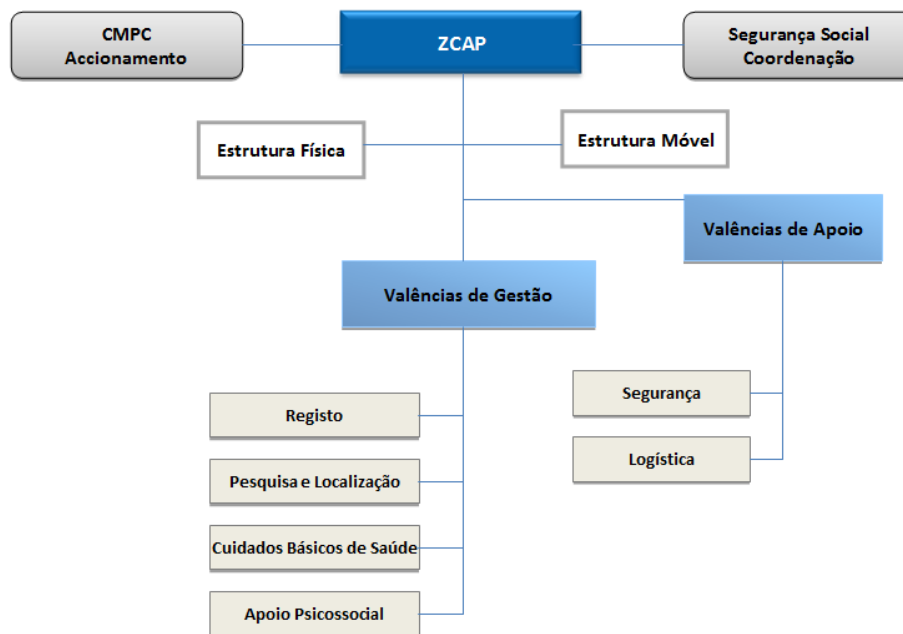 CMPC
Accionamento
ZCAP
Segurança Social
Coordenação
Estrutura Física
Estrutura Móvel
Valências de Apoio
Valências de Gestão
Segurança
Registo
Logística
Pesquisa e Localização
Cuidados Básicos de Saúde
Apoio Psicossocial